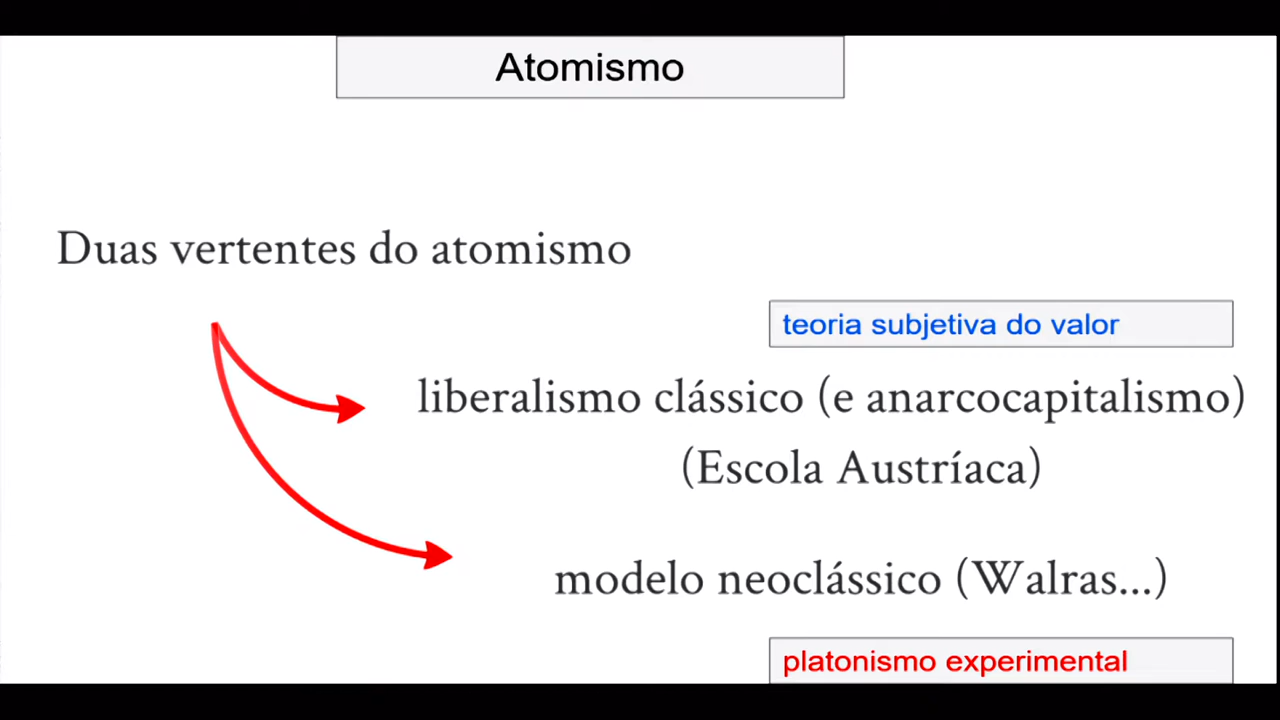 Atomismo
Duas vertentes do atomismo
teoria subjetiva do valor
liberalismo clássico (e anarcocapitalismo)
(Escola Austríaca)
modelo neoclássico (Walras...)
platonismo experimental